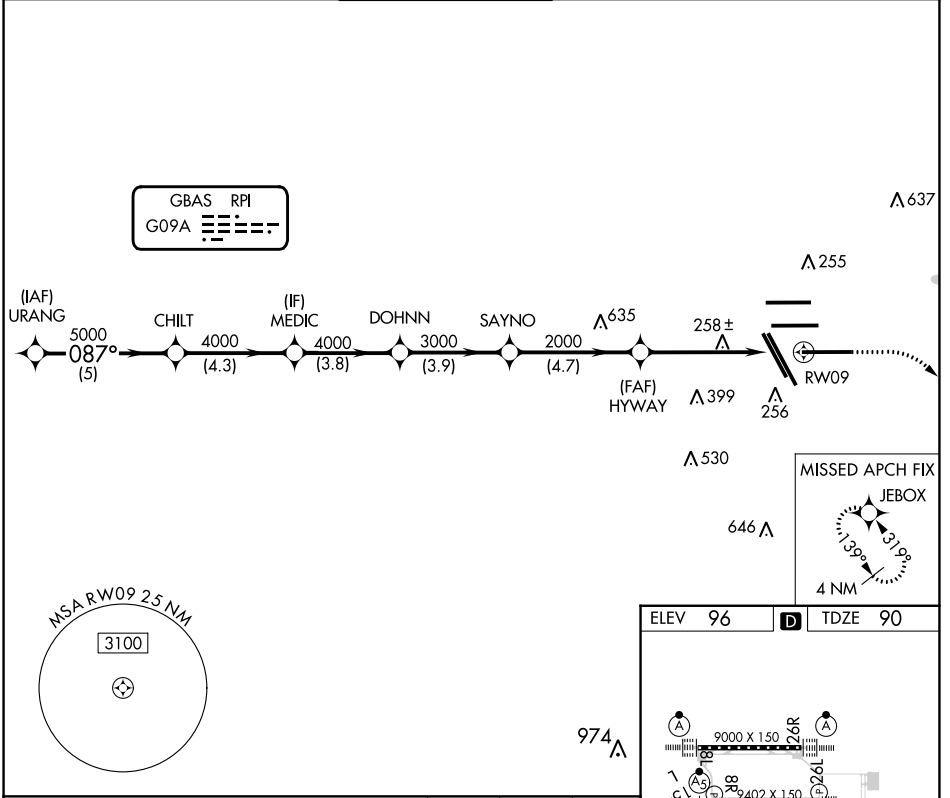 GBAS RPI
G09A
637
255
(IAF)
URANG
5000
087°
(5)
CHILT
4000
(4.3)
(IF)
MEDIC
4000
(3.8)
DOHNN
3000
(3.9)
SAYNO
2000
(4.7)
635
(FAF)
HYWAY
258±
399
256
RW09
530
646
MISSED APCH FIX
JEBOX
139°
319°
4 NM
MSA RW09 25 NM
3100
ELEV 96
D
TDZE 90
974
A
A
9000 X 150
26R
8L
A5
8R
9402 X 150
26L
P